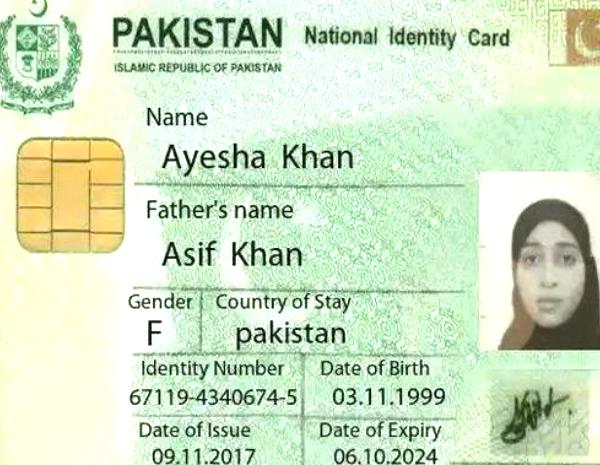 PAKISTAN National Identity Card
ISLAMIC REPUBLIC OF PAKISTAN
Name
Ayesha Khan
Father's name
Asif Khan
Gender Country of Stay
F pakistan
Identity Number Date of Birth
67119-4340674-5 03.11.1999
Date of Issue Date of Expiry
09.11.2017 06.10.2024